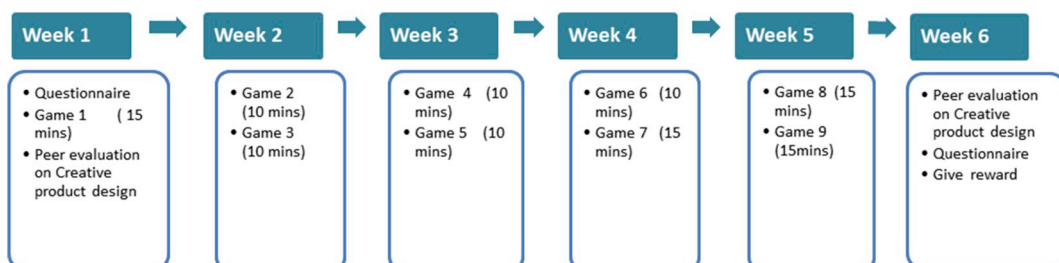 Week 1
Week 2
Week 3
Week 4
Week 5
Week 6
• Questionnaire
• Game 1 ( 15
mins)
• Peer evaluation
on Creative
product design
• Game 2
(10 mins)
• Game 3
(10 mins)
• Game 4 (10
mins)
• Game 5 (10
mins)
• Game 6 (10
mins)
• Game 7 (15
mins)
• Game 8 (15
mins)
• Game 9
(15mins)
• Peer evaluation
on Creative
product design
• Questionnaire
• Give reward